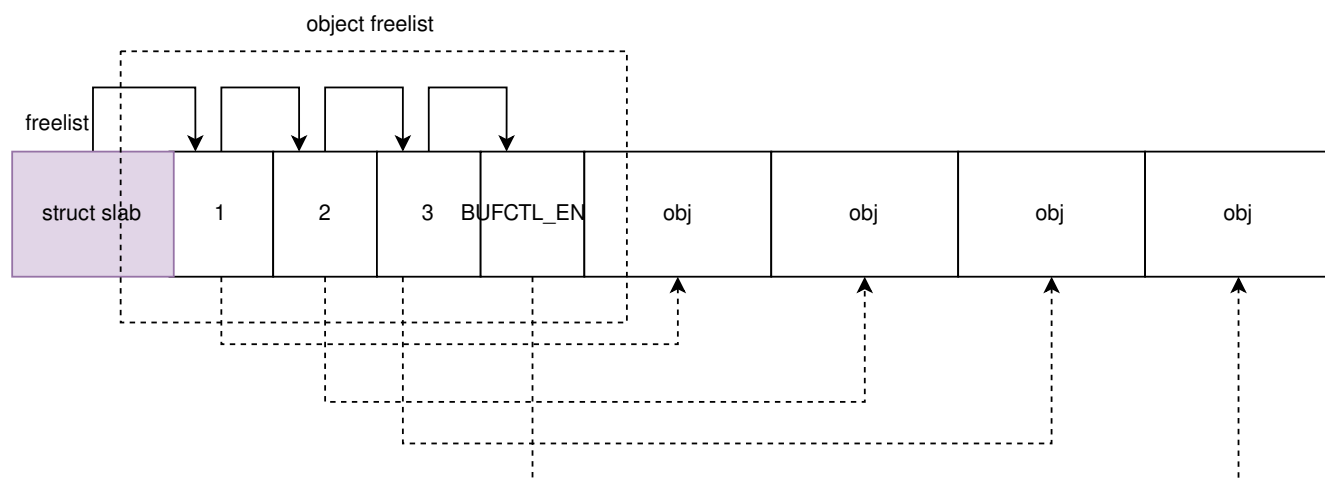 object freelist
freelist
struct slab
1
2
3
BUFCTL_EN
obj
obj
obj
obj